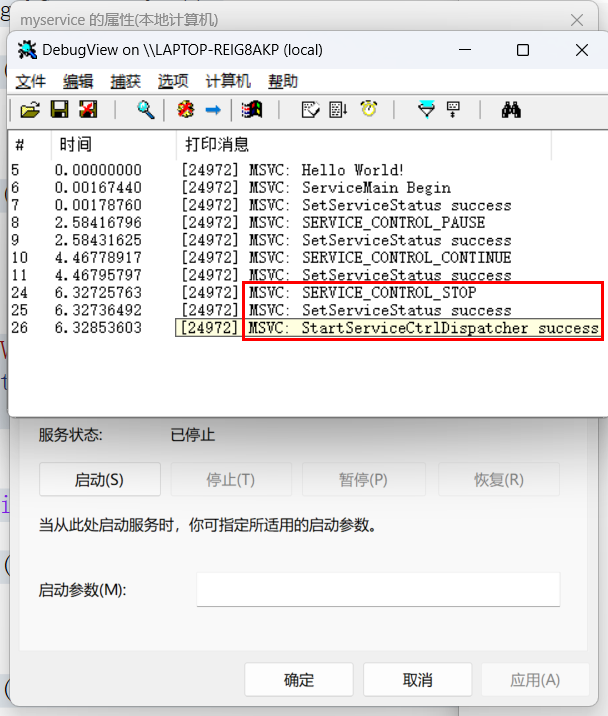 myservice 的属性(本地计算机)
DebugView on \\LAPTOP-REIG8AKP (local)
文件 编辑 捕获 选项 计算机 帮助
# 时间 打印消息
5 0.00000000 [24972] MSVC: Hello World!
6 0.00167440 [24972] MSVC: ServiceMain Begin
7 0.00178760 [24972] MSVC: SetServiceStatus success
8 2.58416796 [24972] MSVC: SERVICE_CONTROL_PAUSE
9 2.58431625 [24972] MSVC: SetServiceStatus success
10 4.46778917 [24972] MSVC: SERVICE_CONTROL_CONTINUE
11 4.46795797 [24972] MSVC: SetServiceStatus success
24 6.32725763 [24972] MSVC: SERVICE_CONTROL_STOP
25 6.32736492 [24972] MSVC: SetServiceStatus success
26 6.32853603 [24972] MSVC: StartServiceCtrlDispatcher success
服务状态: 已停止
启动(S) 停止(T) 暂停(P) 恢复(R)
当从此处启动服务时，你可指定所适用的启动参数。
启动参数(M):
确定 取消 应用(A)